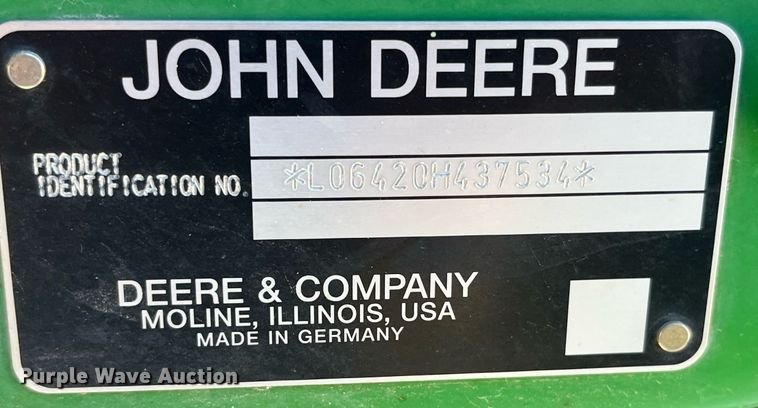 JOHN DEERE
PRODUCT
IDENTIFICATION NO.
*L06420H437534*
DEERE & COMPANY
MOLINE, ILLINOIS, USA
MADE IN GERMANY
Purple Wave Auction